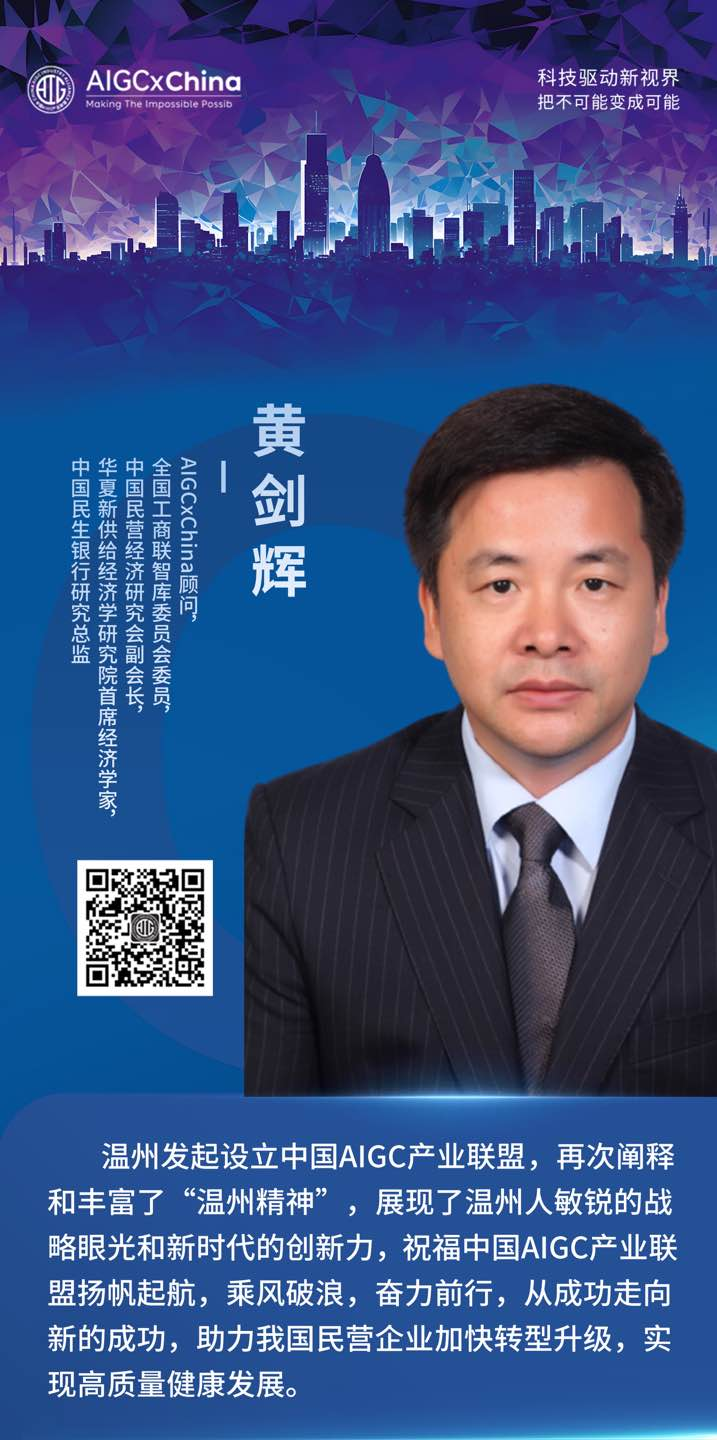 AIGCxChina
Making The Impossible Possib
科技驱动新视界
把不可能变成可能
黄剑辉
AIGCxChina顾问，
全国工商联智库委员会委员，
中国民营经济研究会副会长，
华夏新供给经济学研究院首席经济学家，
中国民生银行研究总监
温州发起设立中国AIGC产业联盟，再次阐释
和丰富了“温州精神”，展现了温州人敏锐的战
略眼光和新时代的创新力，祝福中国AIGC产业联
盟扬帆起航，乘风破浪，奋力前行，从成功走向
新的成功，助力我国民营企业加快转型升级，实
现高质量健康发展。